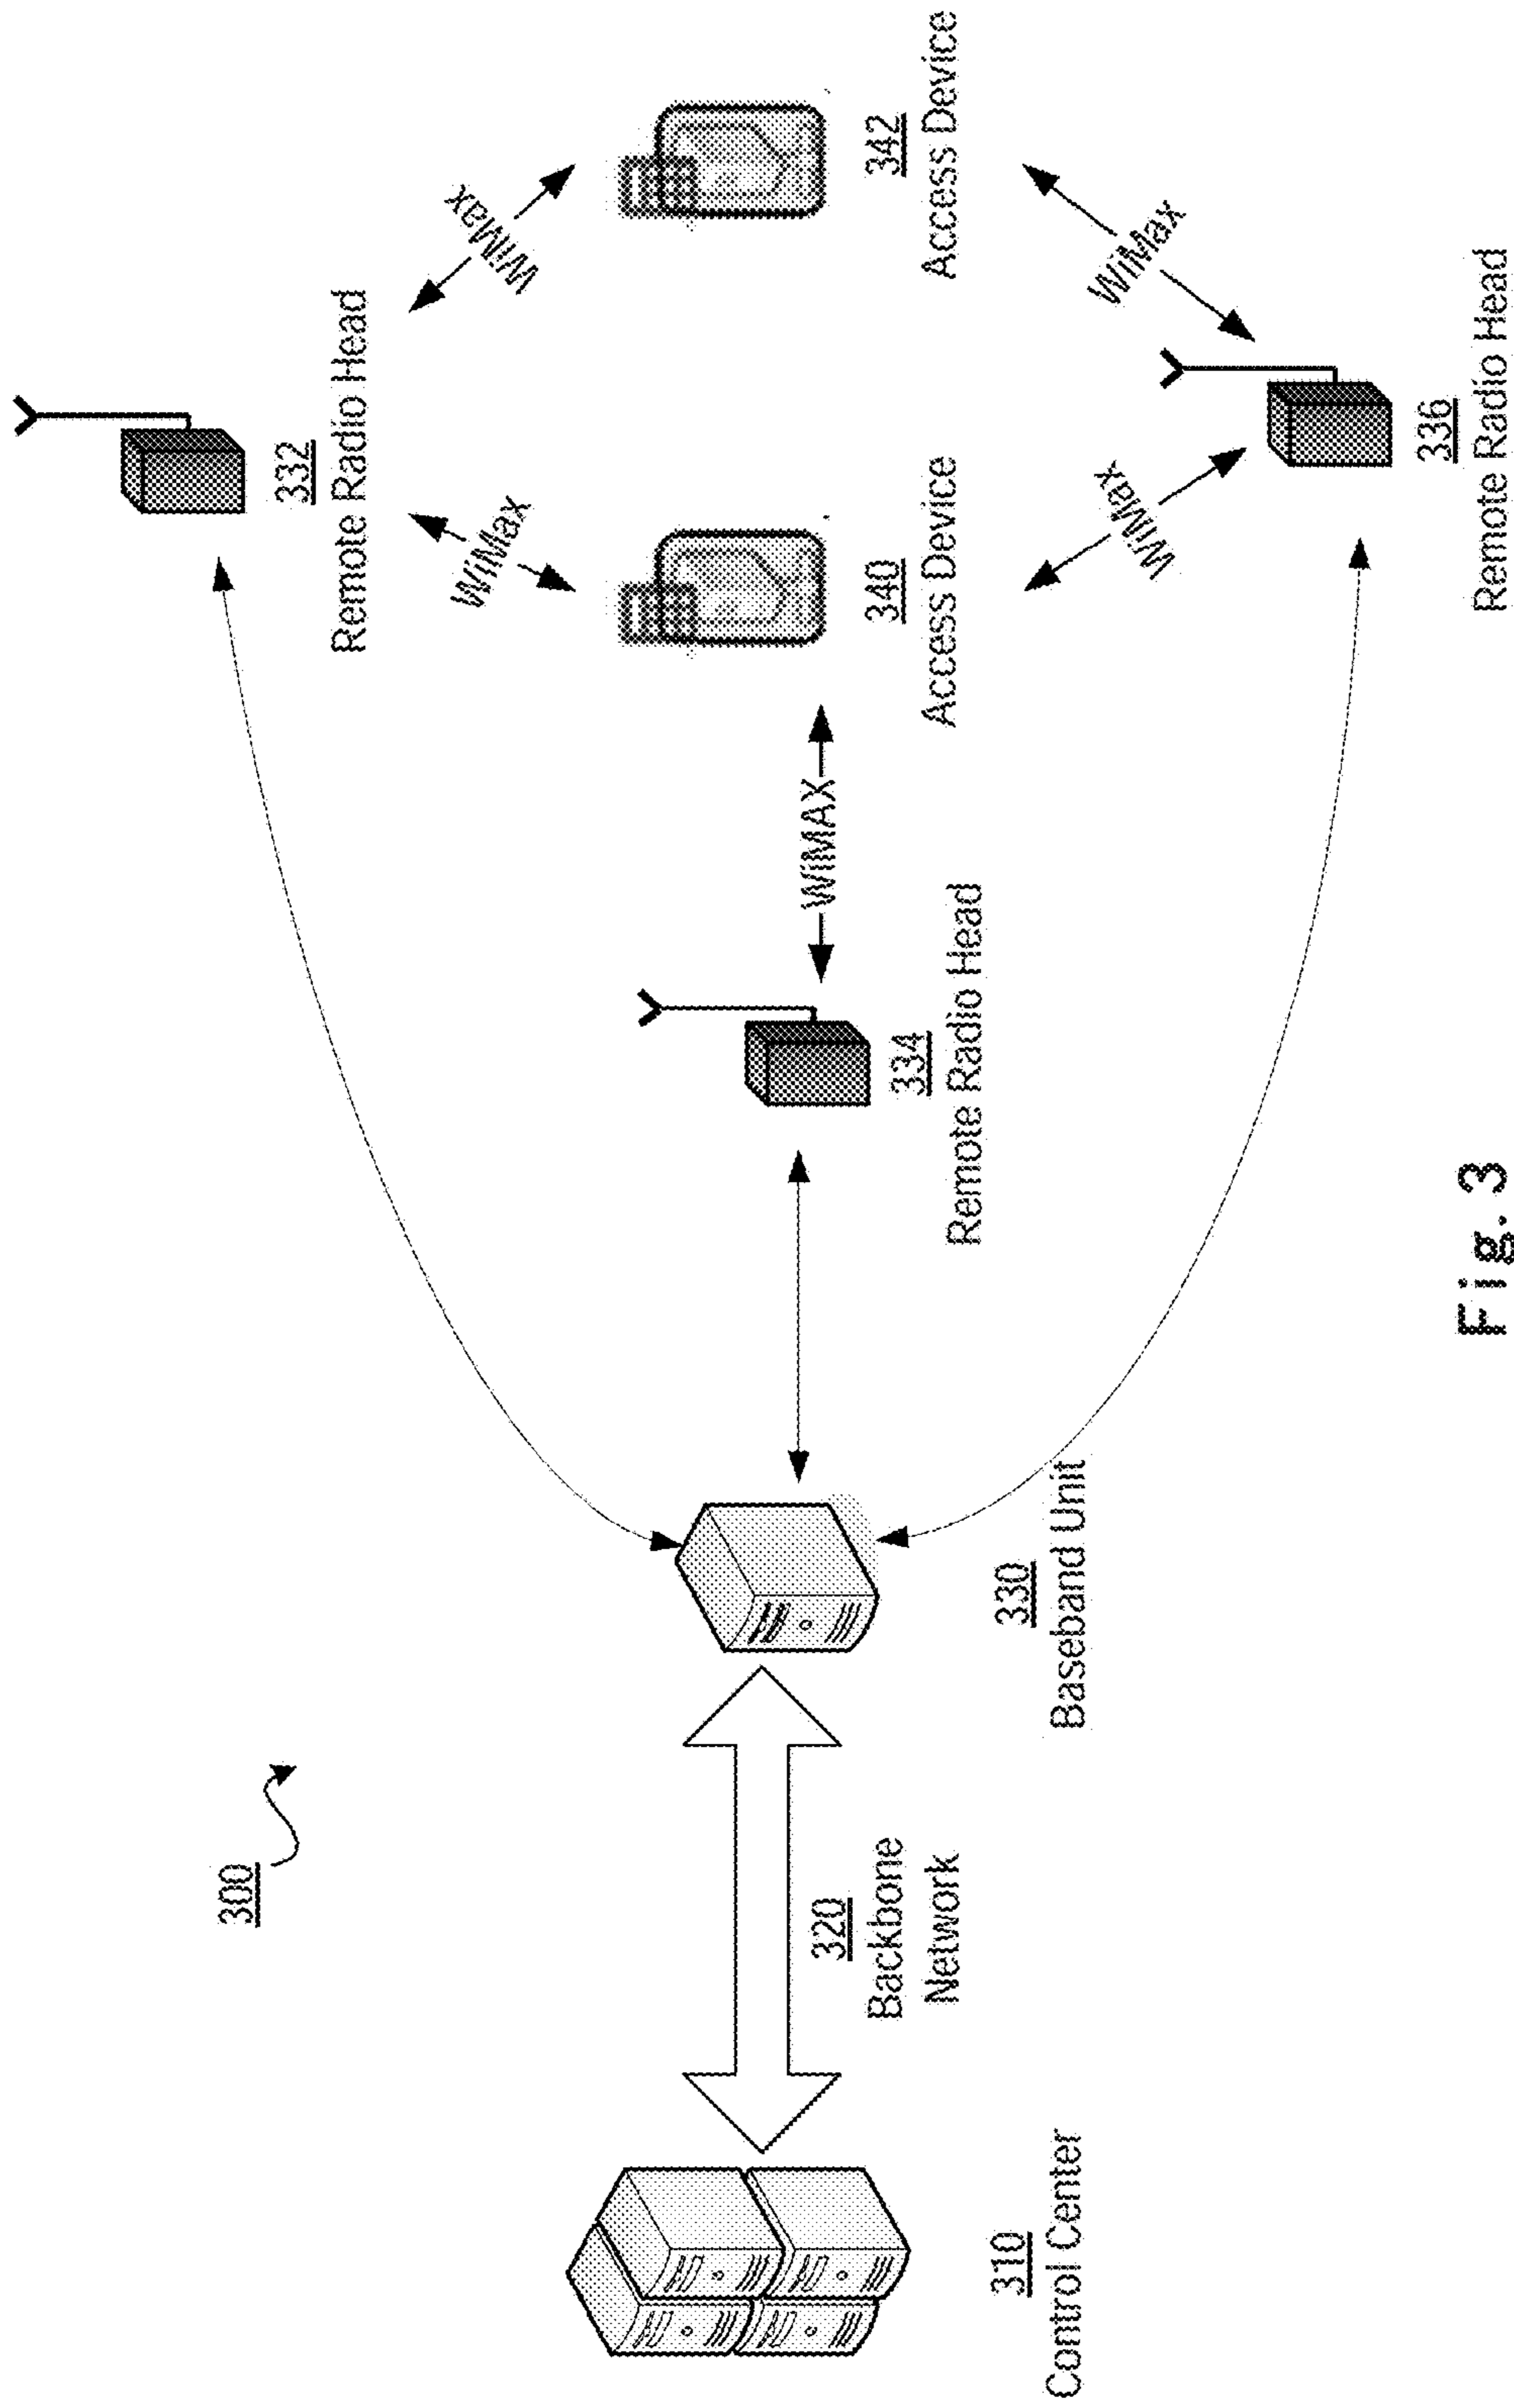 300
310
Control Center
320
Backbone
Network
330
Baseband Unit
334
Remote Radio Head
WiMAX
332
Remote Radio Head
WiMax
WiMax
340
Access Device
342
Access Device
WiMax
WiMax
336
Remote Radio Head
Fig. 3